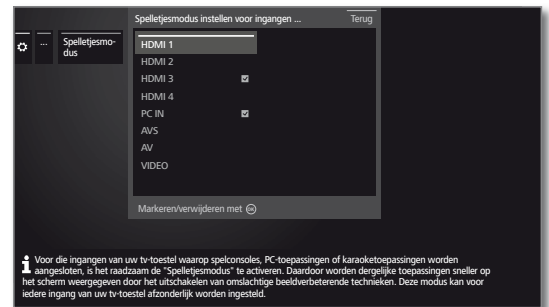 Spelletjesmodus instellen voor ingangen ... Terug
... Spelletjesmo-
dus
HDMI 1
HDMI 2
HDMI 3
HDMI 4
PC IN
AVS
AV
VIDEO
Markeren/verwijderen met OK
Voor die ingangen van uw tv-toestel waarop spelconsoles, PC-toepassingen of karaoketoepassingen worden
aangesloten, is het raadzaam de "Spelletjesmodus" te activeren. Daardoor worden dergelijke toepassingen sneller op
het scherm weergegeven door het uitschakelen van omslachtige beeldverbeterende technieken. Deze modus kan voor
iedere ingang van uw tv-toestel afzonderlijk worden ingesteld.